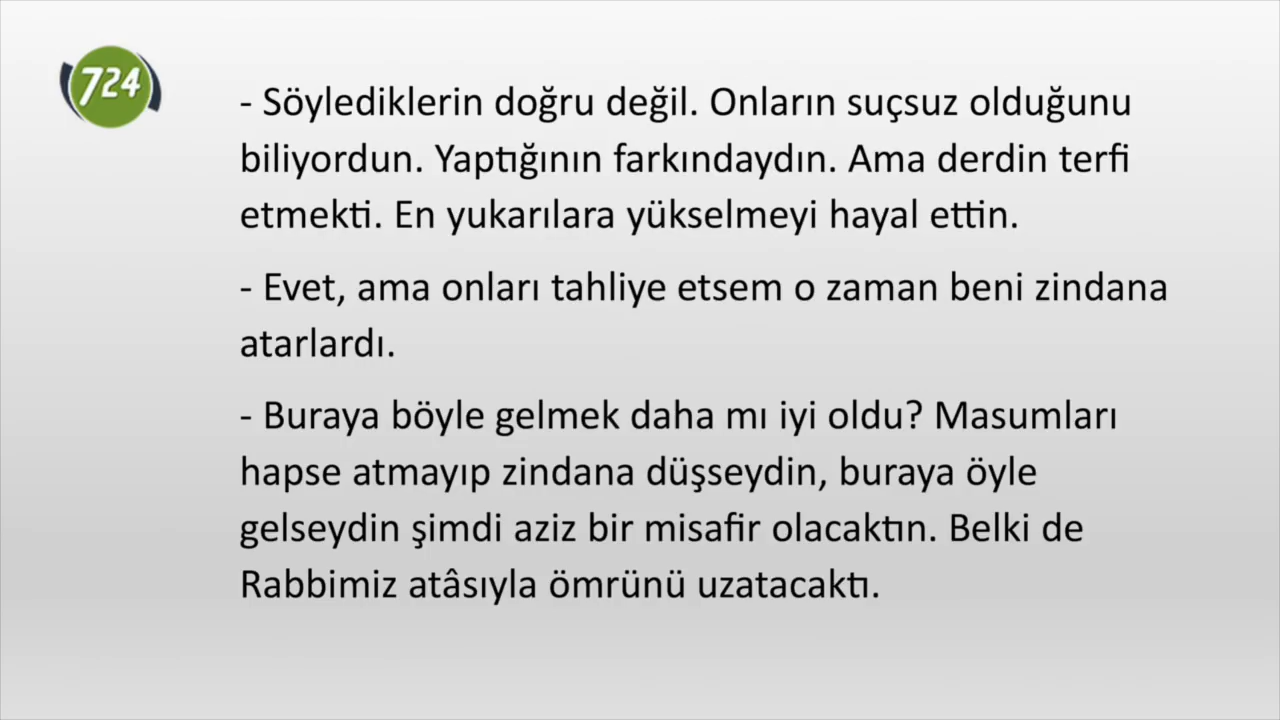 724
- Söylediklerin doğru değil. Onların suçsuz olduğunu
biliyordun. Yaptığının farkındaydın. Ama derdin terfi
etmekti. En yukarılara yükselmeyi hayal ettin.
- Evet, ama onları tahliye etsem o zaman beni zindana
atarlardı.
- Buraya böyle gelmek daha mı iyi oldu? Masumları
hapse atmayıp zindana düşseydin, buraya öyle
gelseydin şimdi aziz bir misafir olacaktın. Belki de
Rabbimiz atâsıyla ömrünü uzatacaktı.